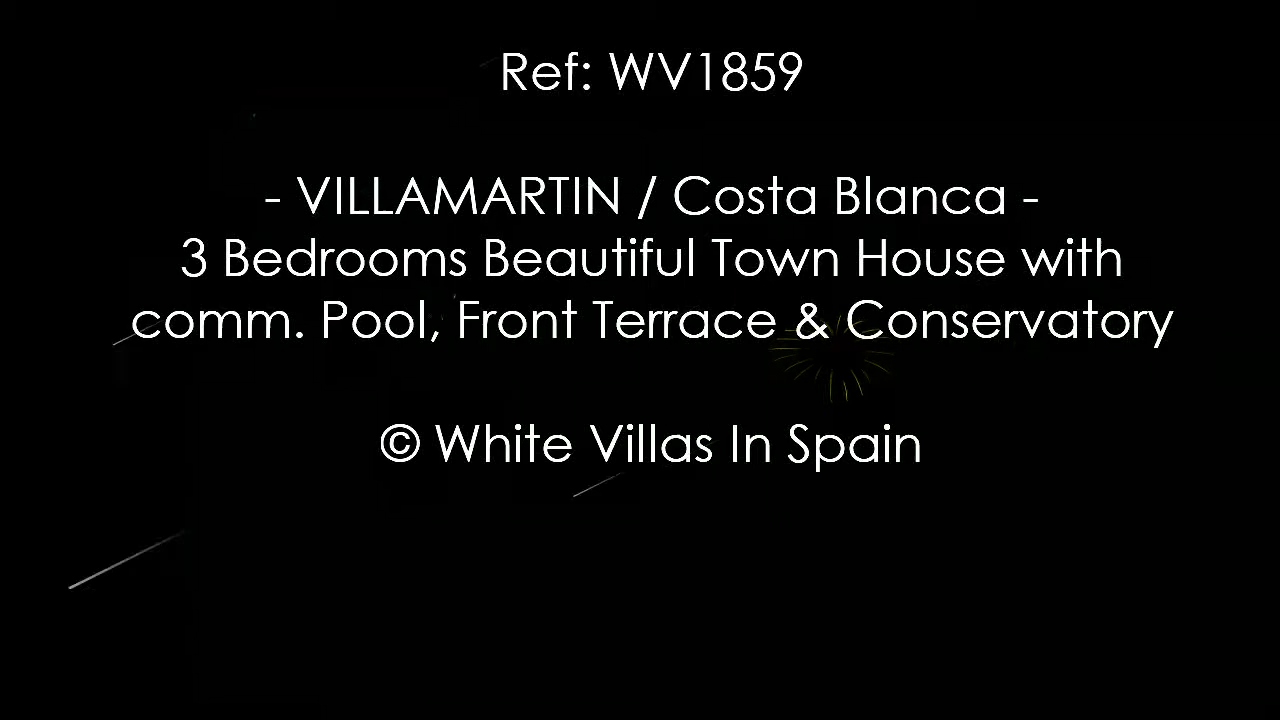 Ref: WV1859
- VILLAMARTIN / Costa Blanca -
3 Bedrooms Beautiful Town House with
comm. Pool, Front Terrace & Conservatory
© White Villas In Spain